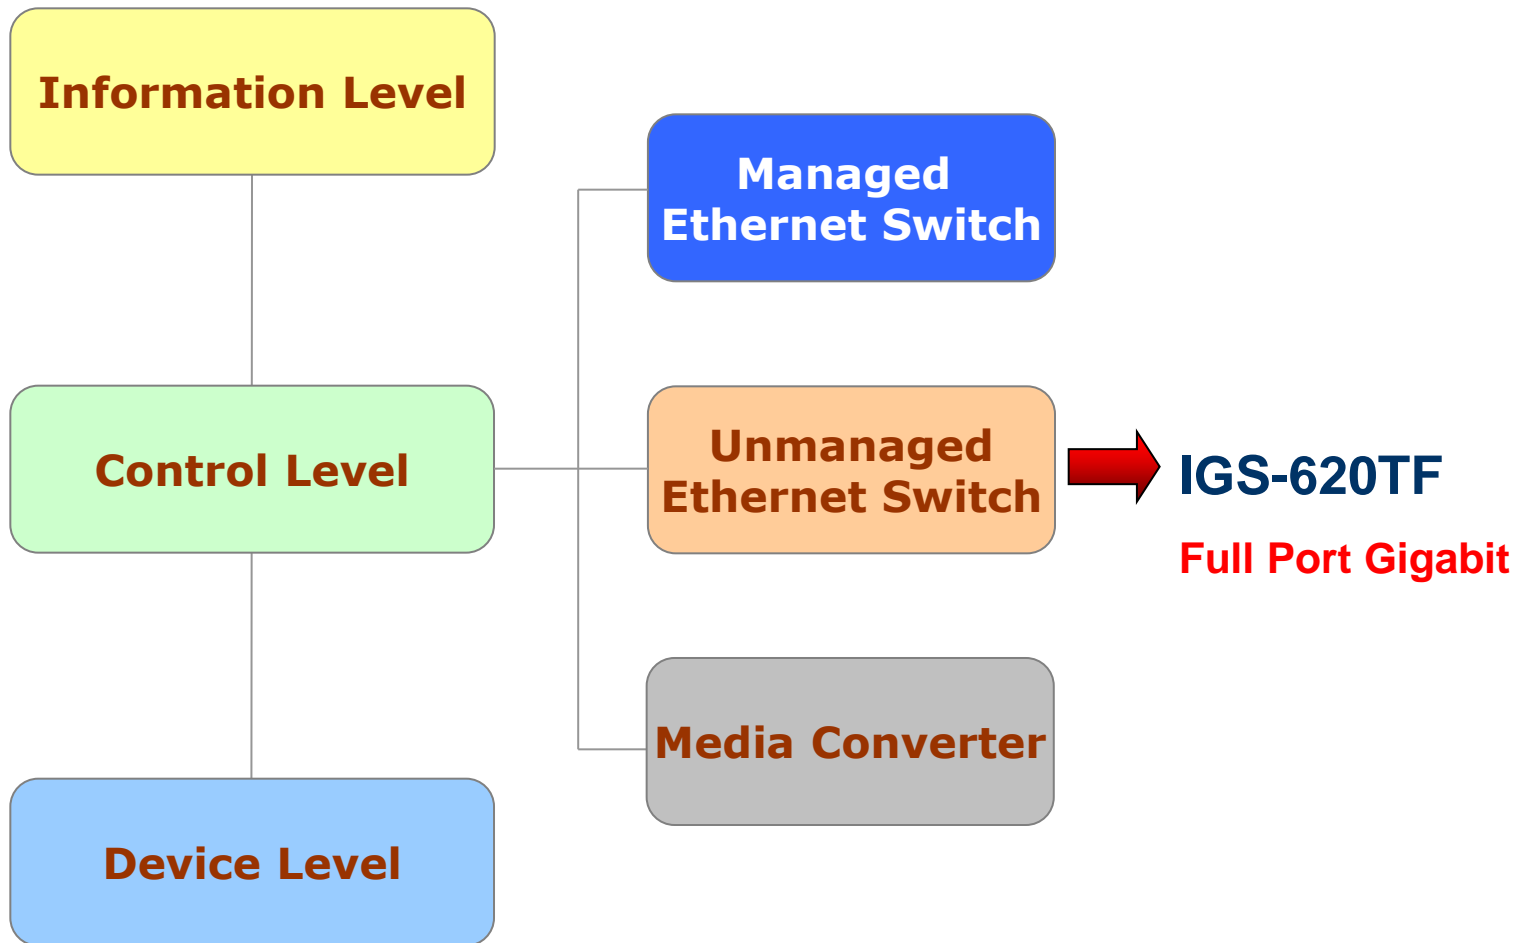 Information Level
Managed
Ethernet Switch
Control Level
Unmanaged
Ethernet Switch
IGS-620TF
Full Port Gigabit
Media Converter
Device Level